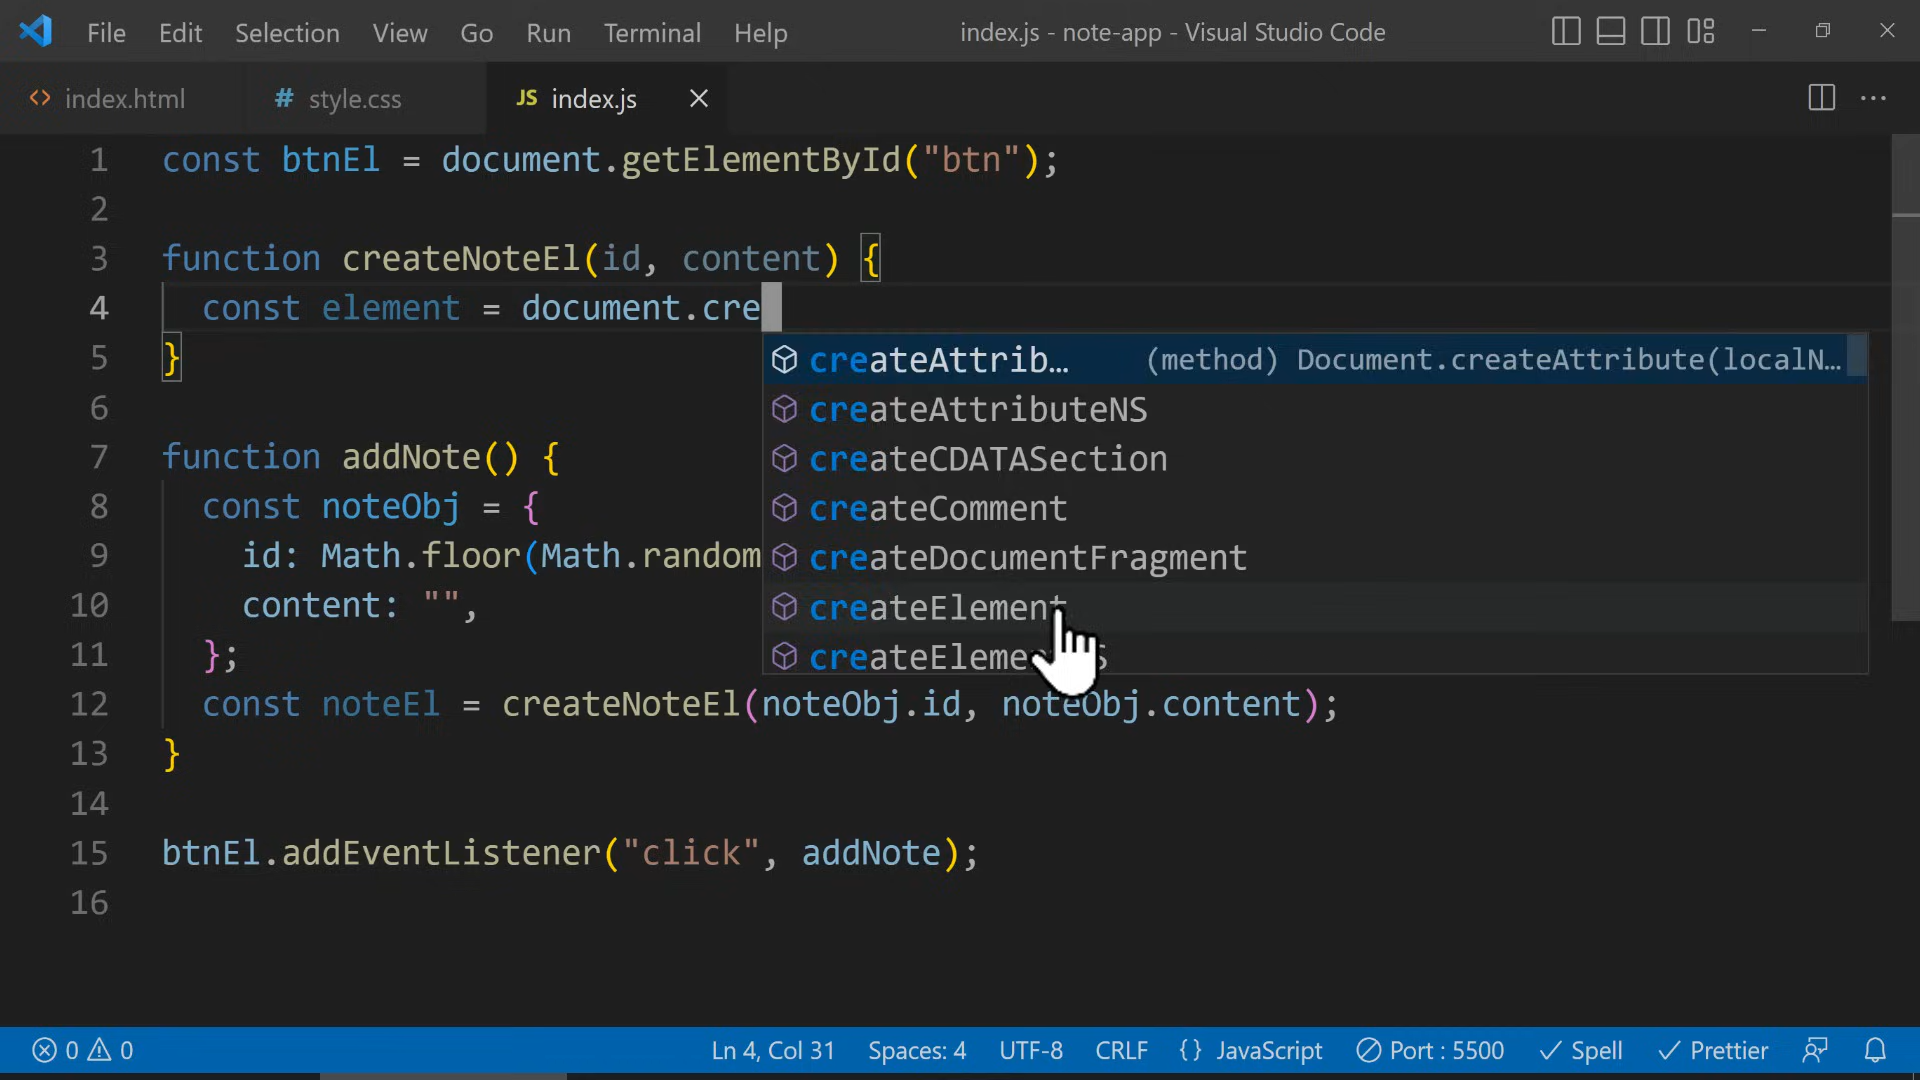 File Edit Selection View Go Run Terminal Help index.js - note-app - Visual Studio Code
index.html # style.css JS index.js
1 const btnEl = document.getElementById("btn");
2
3 function createNoteEl(id, content) {
4 const element = document.cre
5 }
createAttrib… (method) Document.createAttribute(localN…
createAttributeNS
createCDATASection
createComment
createDocumentFragment
createElement
6
7 function addNote() {
8 const noteObj = {
9 id: Math.floor(Math.random
10 content: "",
11 };
12 const noteEl = createNoteEl(noteObj.id, noteObj.content);
13 }
14
15 btnEl.addEventListener("click", addNote);
16
0 0 Ln 4, Col 31 Spaces: 4 UTF-8 CRLF {} JavaScript Port : 5500 Spell Prettier